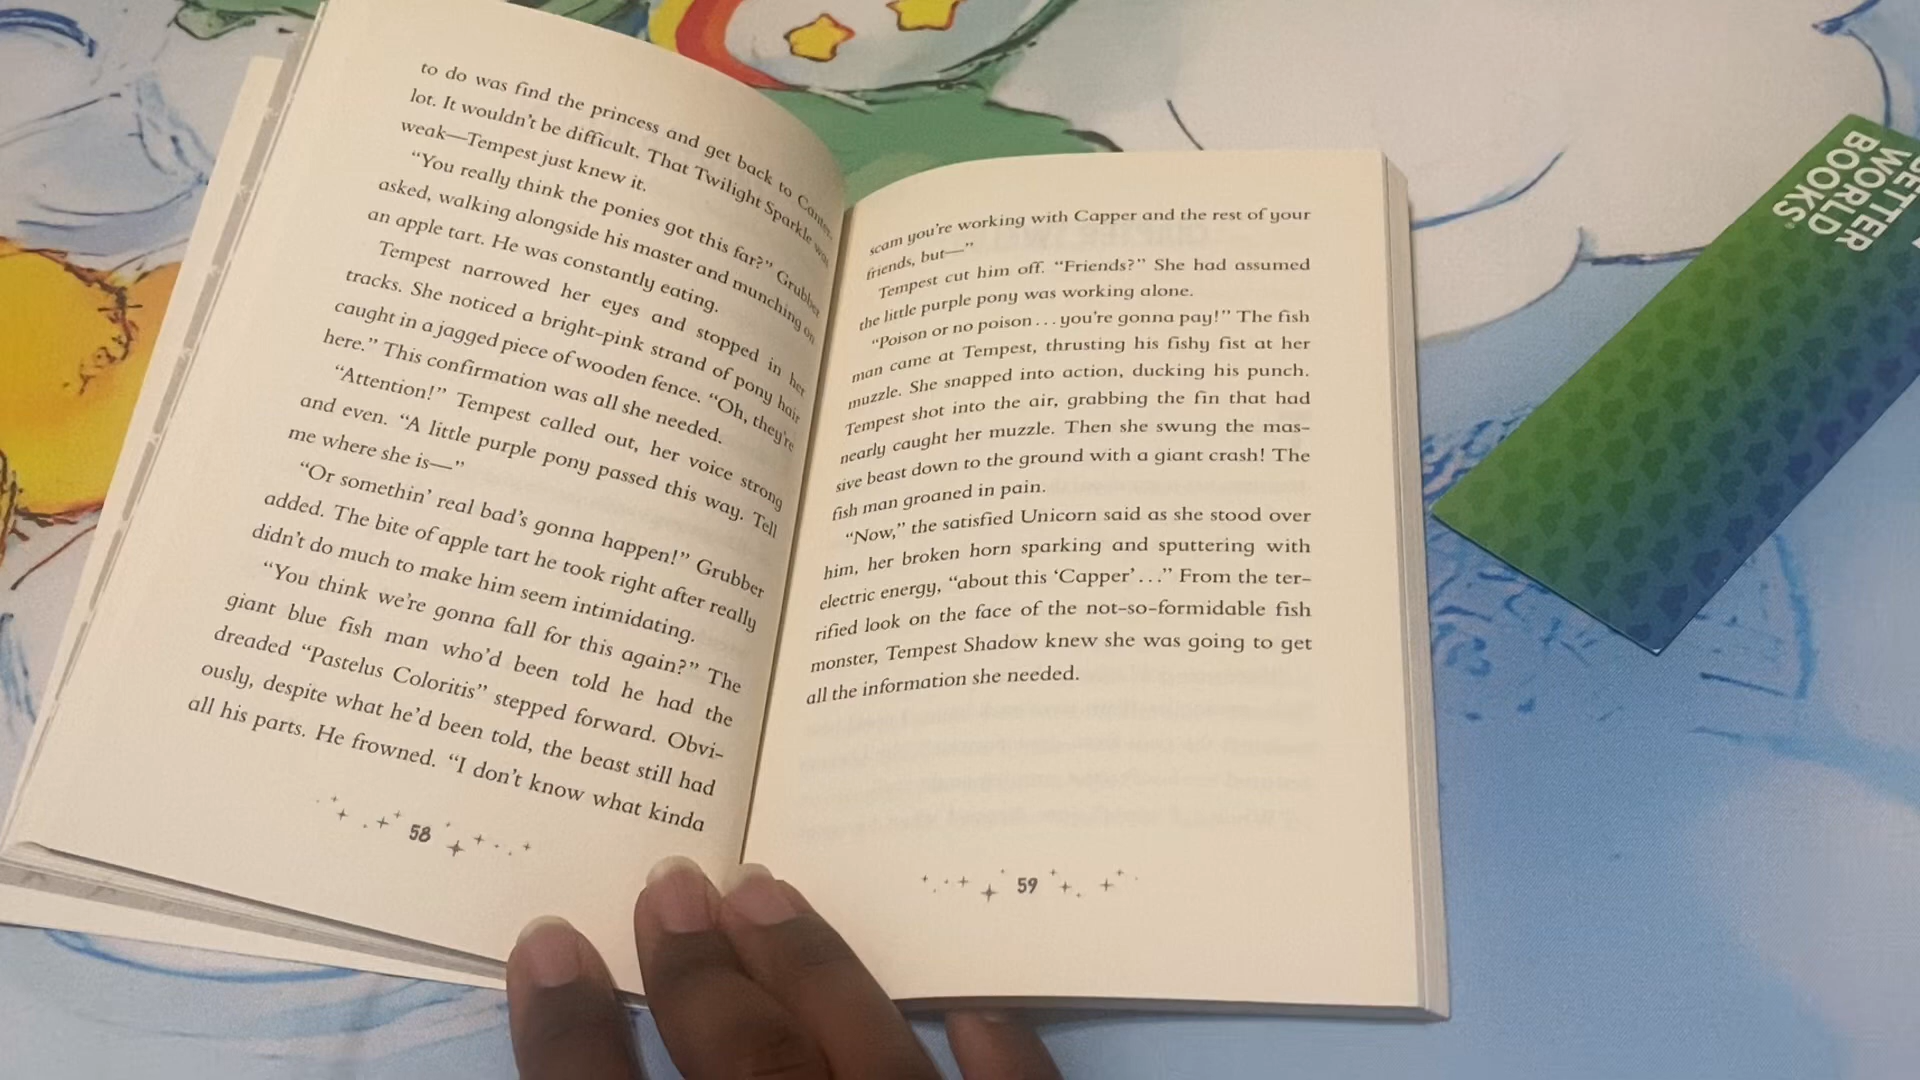 to do was find the princess and get back to Canter-
lot. It wouldn't be difficult. That Twilight Sparkle was
weak—Tempest just knew it.
“You really think the ponies got this far?” Grubber
asked, walking alongside his master and munching on
an apple tart. He was constantly eating.
Tempest narrowed her eyes and stopped in her
tracks. She noticed a bright-pink strand of pony hair
caught in a jagged piece of wooden fence. “Oh, they're
here.” This confirmation was all she needed.
“Attention!” Tempest called out, her voice strong
and even. “A little purple pony passed this way. Tell
me where she is—”
“Or somethin' real bad's gonna happen!” Grubber
added. The bite of apple tart he took right after really
didn't do much to make him seem intimidating.
“You think we're gonna fall for this again?” The
giant blue fish man who'd been told he had the
dreaded “Pastelus Coloritis” stepped forward. Obvi-
ously, despite what he'd been told, the beast still had
all his parts. He frowned. “I don't know what kinda
58
scam you're working with Capper and the rest of your
friends, but—”
Tempest cut him off. “Friends?” She had assumed
the little purple pony was working alone.
“Poison or no poison . . . you're gonna pay!” The fish
man came at Tempest, thrusting his fishy fist at her
muzzle. She snapped into action, ducking his punch.
Tempest shot into the air, grabbing the fin that had
nearly caught her muzzle. Then she swung the mas-
sive beast down to the ground with a giant crash! The
fish man groaned in pain.
“Now,” the satisfied Unicorn said as she stood over
him, her broken horn sparking and sputtering with
electric energy, “about this ‘Capper’ . . .” From the ter-
rified look on the face of the not-so-formidable fish
monster, Tempest Shadow knew she was going to get
all the information she needed.
59
BETTER
WORLD
BOOKS